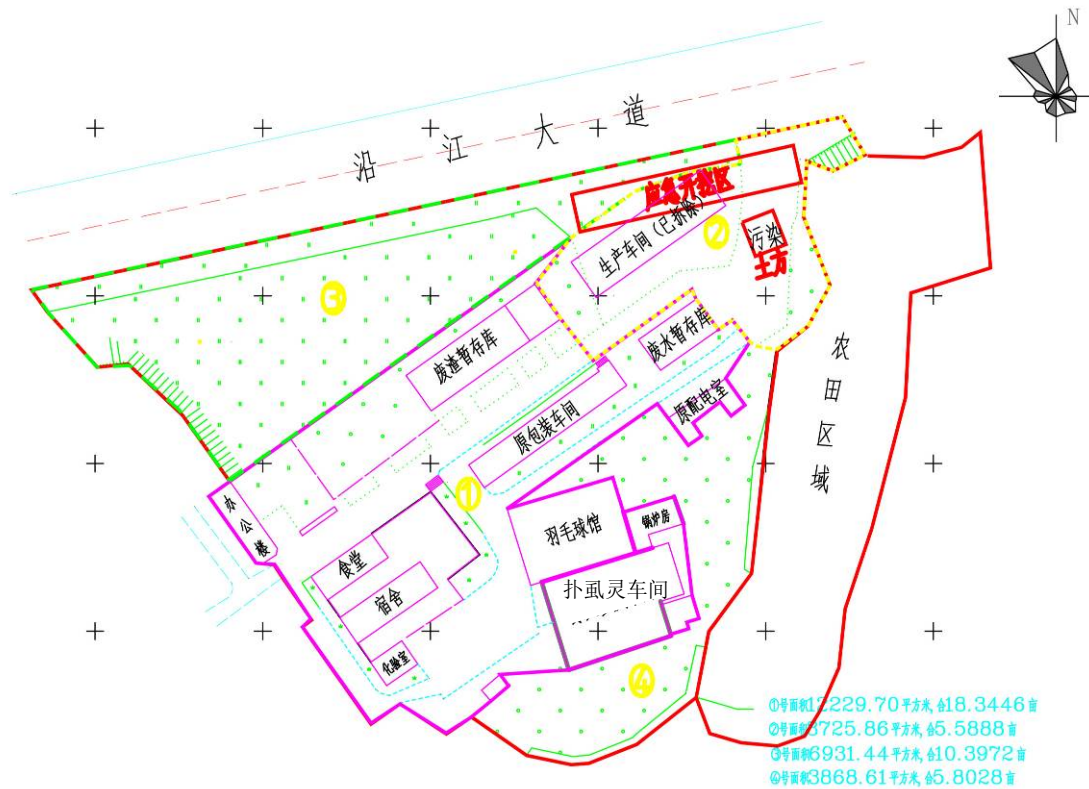 N
沿江大道
应急开挖区
生产车间（已拆除）
②
污染
土方
③
废渣暂存库
废水暂存库
农田区域
原配电室
原包装车间
①
办公楼
羽毛球馆
锅炉房
食堂
扑虱灵车间
宿舍
化验室
④
①号面积12229.70平方米,合18.3446亩
②号面积3725.86平方米,合5.5888亩
③号面积6931.44平方米,合10.3972亩
④号面积3868.61平方米,合5.8028亩